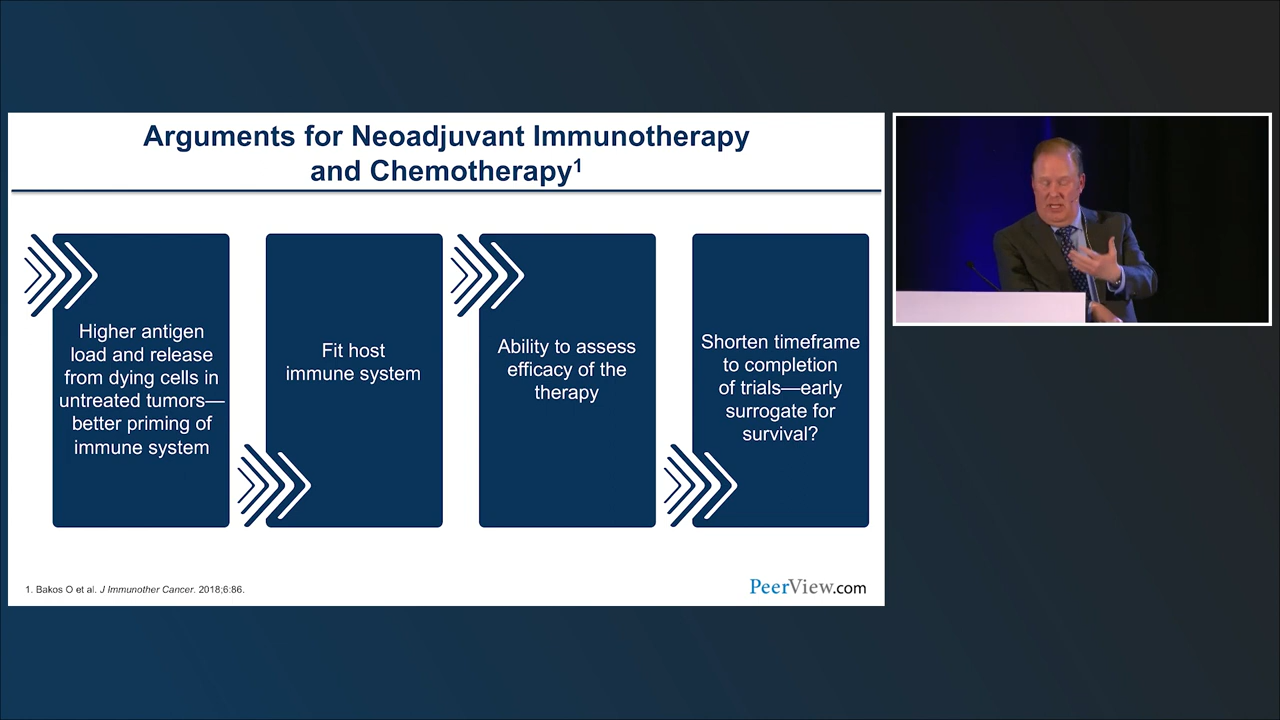 Arguments for Neoadjuvant Immunotherapy
and Chemotherapy1
Higher antigen
load and release
from dying cells in
untreated tumors—
better priming of
immune system
Fit host
immune system
Ability to assess
efficacy of the
therapy
Shorten timeframe
to completion
of trials—early
surrogate for
survival?
1. Bakos O et al. J Immunother Cancer. 2018;6:86.
PeerView.com